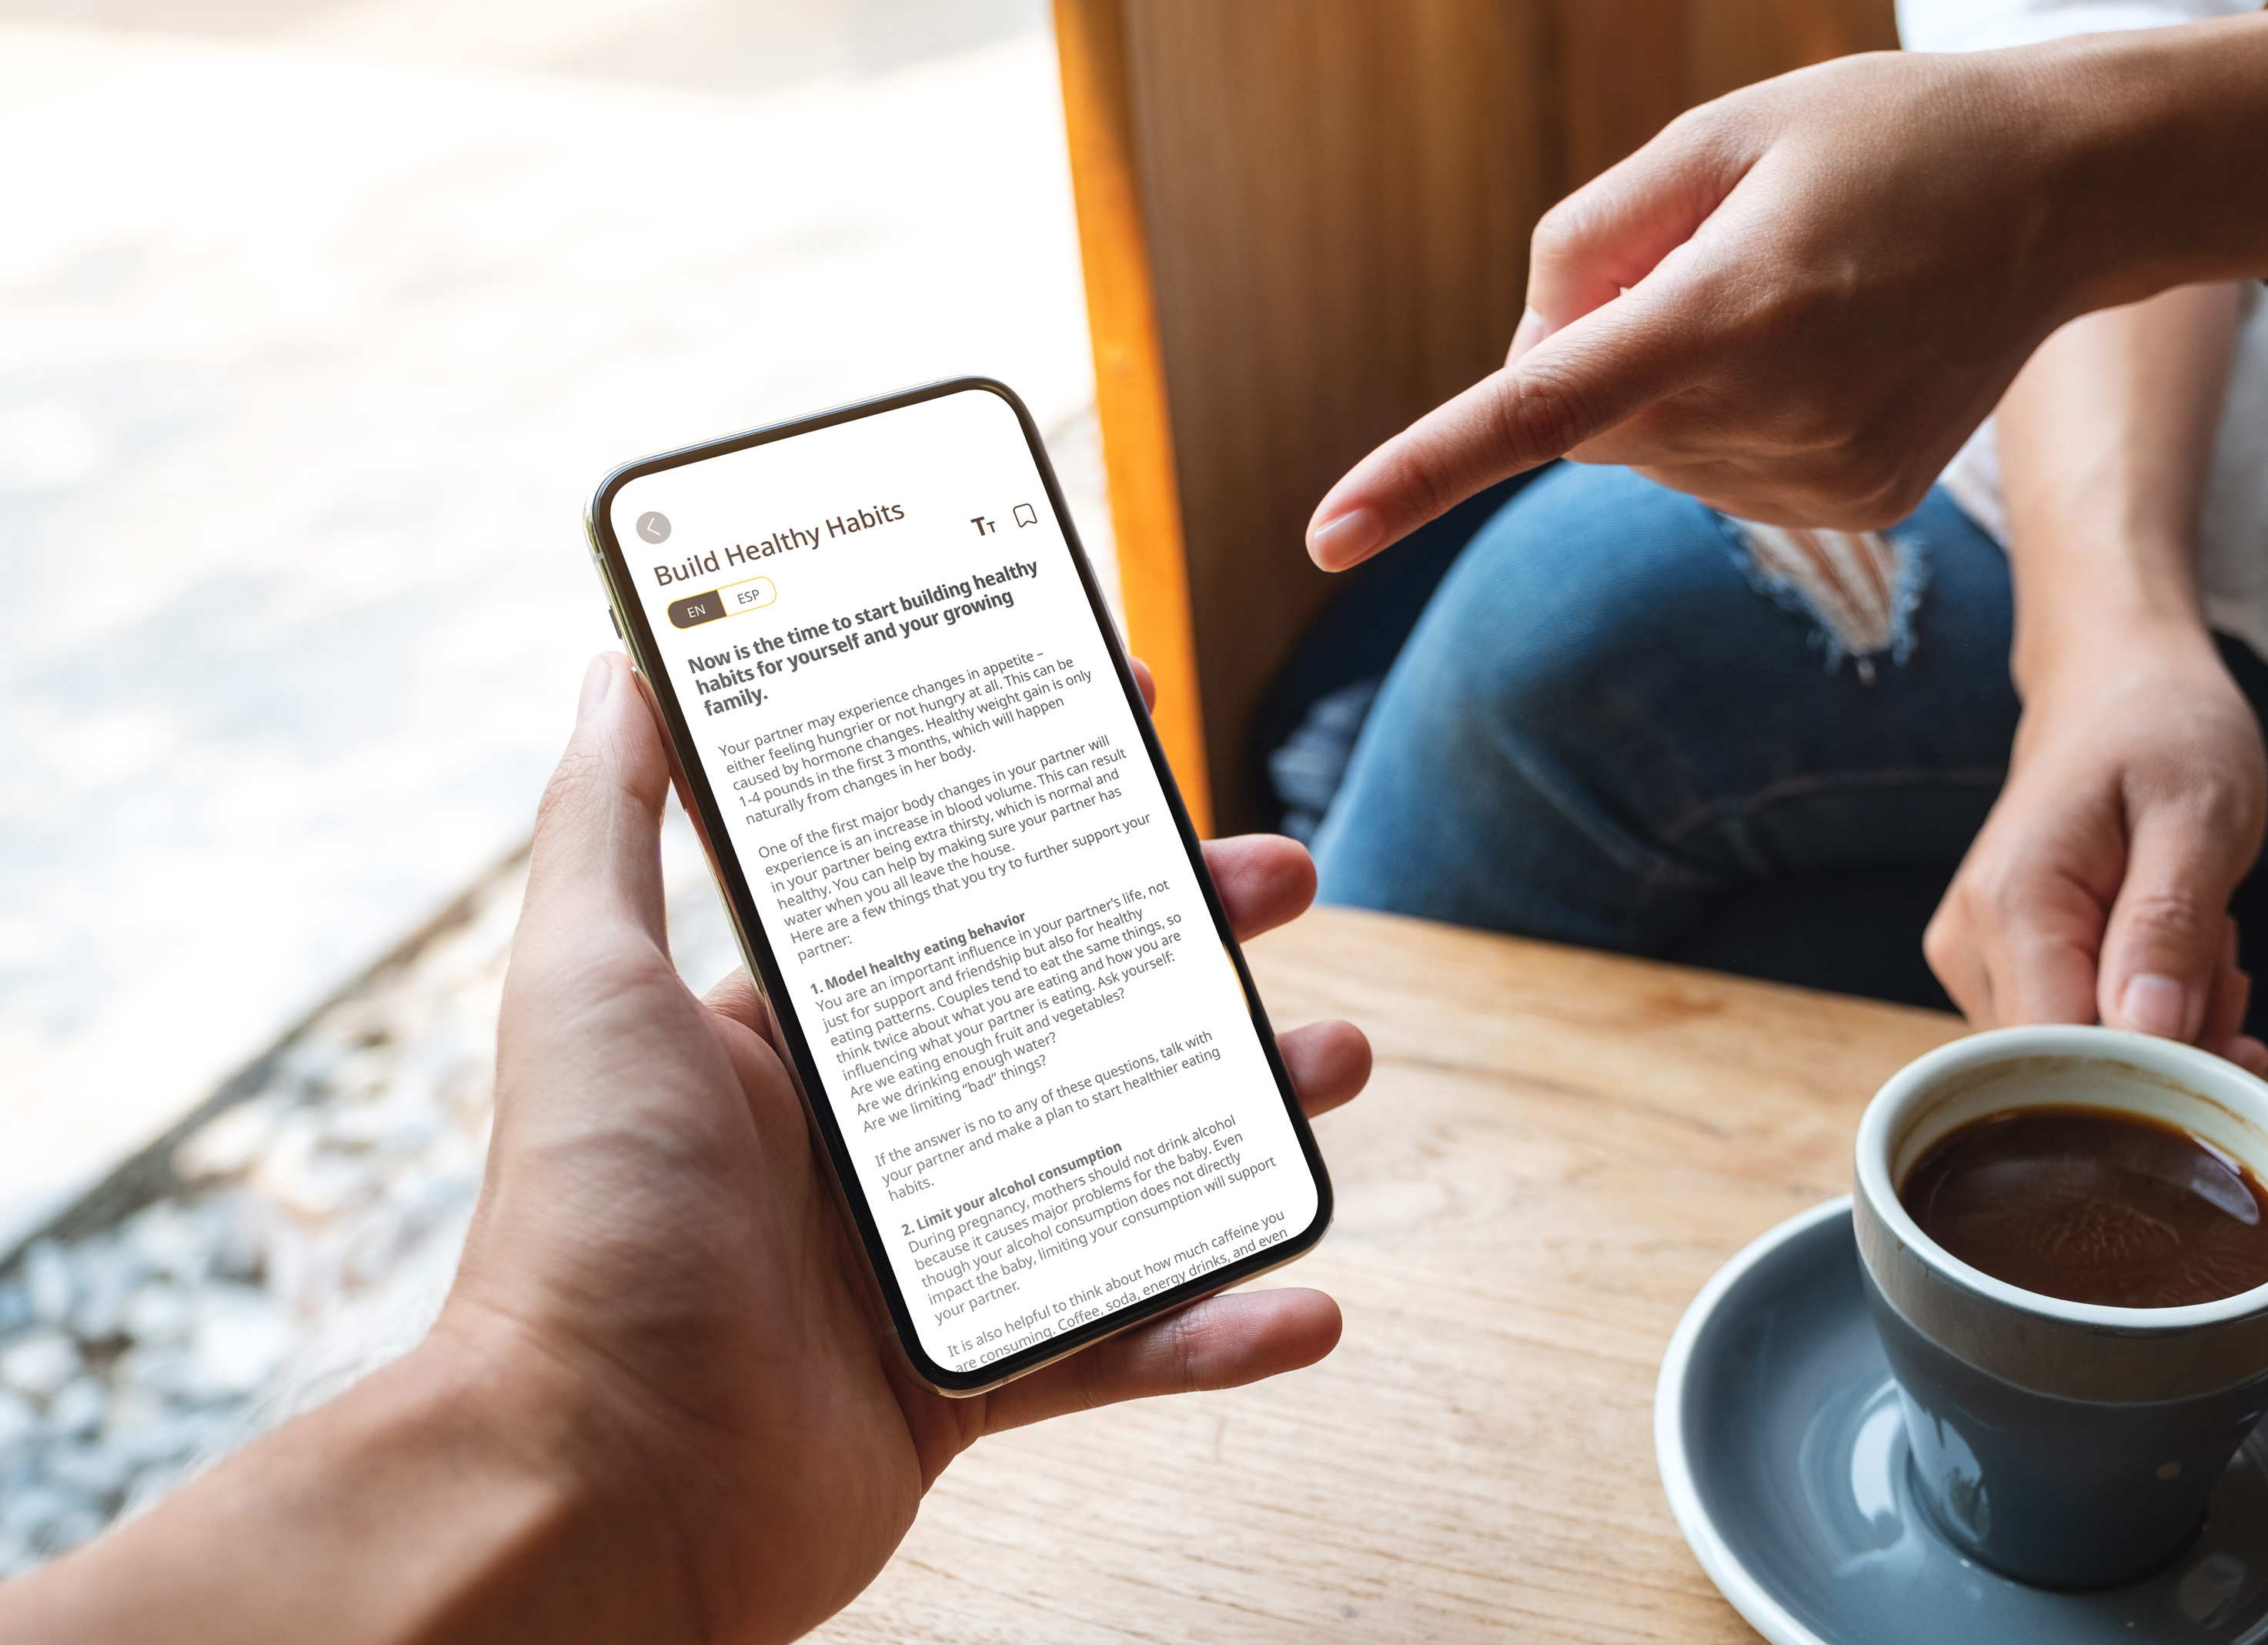 Build Healthy Habits
TT
EN ESP
Now is the time to start building healthy
habits for yourself and your growing
family.
Your partner may experience changes in appetite –
either feeling hungrier or not hungry at all. This can be
caused by hormone changes. Healthy weight gain is only
1-4 pounds in the first 3 months, which will happen
naturally from changes in her body.
One of the first major body changes in your partner will
experience is an increase in blood volume. This can result
in your partner being extra thirsty, which is normal and
healthy. You can help by making sure your partner has
water when you all leave the house.
Here are a few things that you try to further support your
partner:
1. Model healthy eating behavior
You are an important influence in your partner's life, not
just for support and friendship but also for healthy
eating patterns. Couples tend to eat the same things, so
think twice about what you are eating and how you are
influencing what your partner is eating. Ask yourself:
Are we eating enough fruit and vegetables?
Are we drinking enough water?
Are we limiting "bad" things?
If the answer is no to any of these questions, talk with
your partner and make a plan to start healthier eating
habits.
2. Limit your alcohol consumption
During pregnancy, mothers should not drink alcohol
because it causes major problems for the baby. Even
though your alcohol consumption does not directly
impact the baby, limiting your consumption will support
your partner.
It is also helpful to think about how much caffeine you
are consuming. Coffee, soda, energy drinks, and even